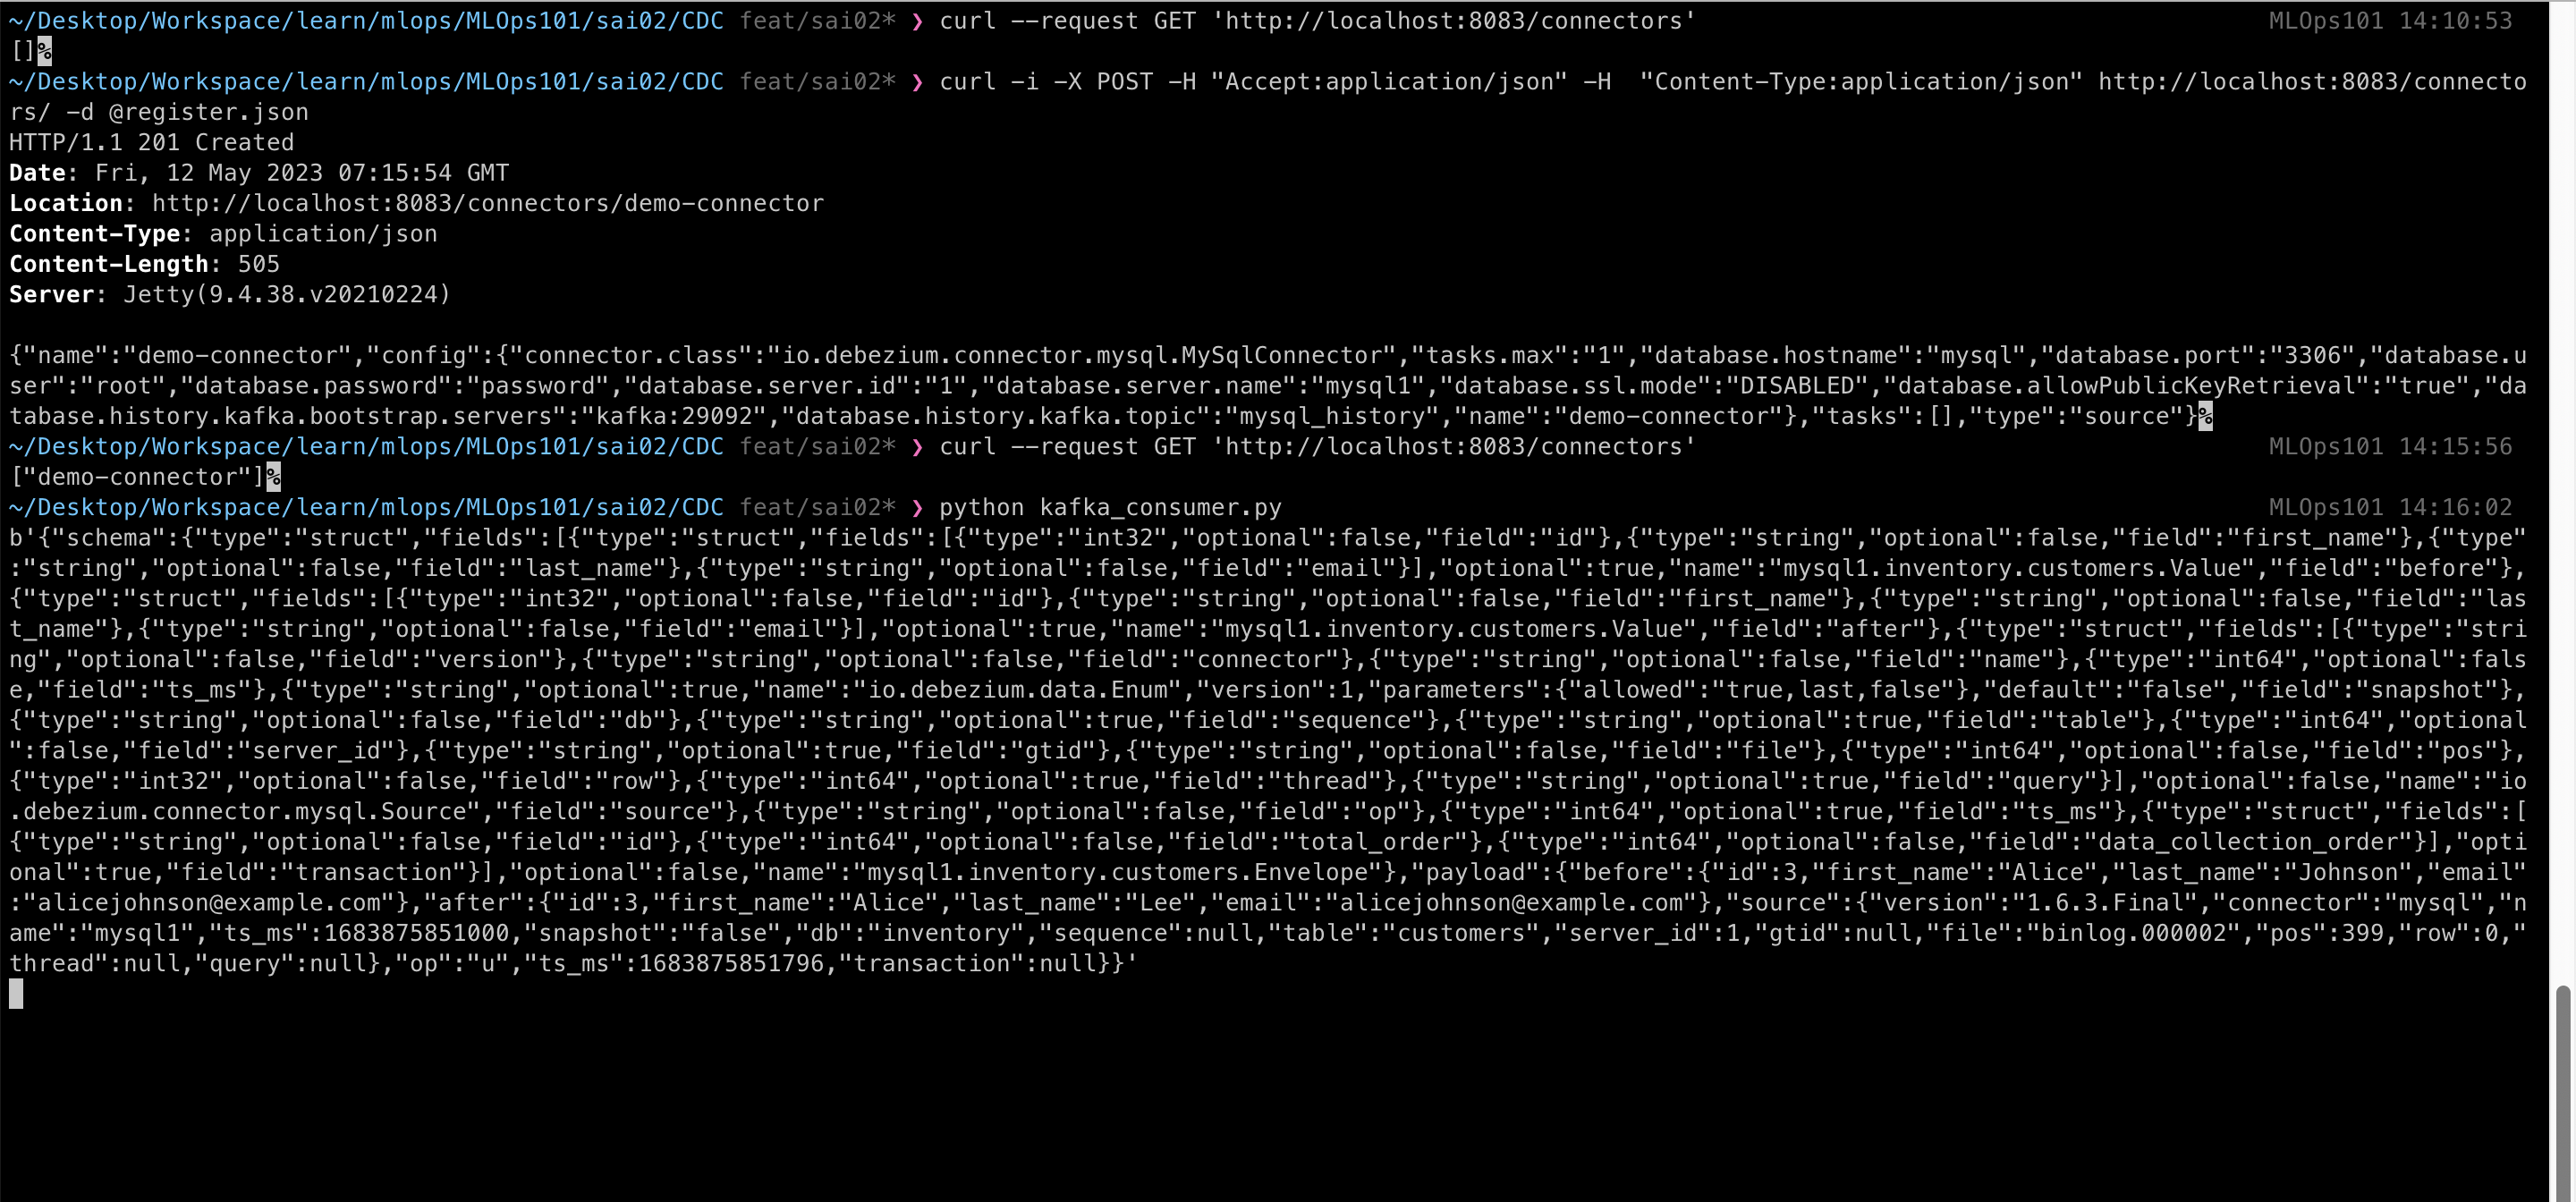 ~/Desktop/Workspace/learn/mlops/MLOps101/sai02/CDC feat/sai02* ❯ curl --request GET 'http://localhost:8083/connectors' MLOps101 14:10:53
[]%
~/Desktop/Workspace/learn/mlops/MLOps101/sai02/CDC feat/sai02* ❯ curl -i -X POST -H "Accept:application/json" -H  "Content-Type:application/json" http://localhost:8083/connecto
rs/ -d @register.json
HTTP/1.1 201 Created
Date: Fri, 12 May 2023 07:15:54 GMT
Location: http://localhost:8083/connectors/demo-connector
Content-Type: application/json
Content-Length: 505
Server: Jetty(9.4.38.v20210224)
{"name":"demo-connector","config":{"connector.class":"io.debezium.connector.mysql.MySqlConnector","tasks.max":"1","database.hostname":"mysql","database.port":"3306","database.u
ser":"root","database.password":"password","database.server.id":"1","database.server.name":"mysql1","database.ssl.mode":"DISABLED","database.allowPublicKeyRetrieval":"true","da
tabase.history.kafka.bootstrap.servers":"kafka:29092","database.history.kafka.topic":"mysql_history","name":"demo-connector"},"tasks":[],"type":"source"}%
~/Desktop/Workspace/learn/mlops/MLOps101/sai02/CDC feat/sai02* ❯ curl --request GET 'http://localhost:8083/connectors' MLOps101 14:15:56
["demo-connector"]%
~/Desktop/Workspace/learn/mlops/MLOps101/sai02/CDC feat/sai02* ❯ python kafka_consumer.py MLOps101 14:16:02
b'{"schema":{"type":"struct","fields":[{"type":"struct","fields":[{"type":"int32","optional":false,"field":"id"},{"type":"string","optional":false,"field":"first_name"},{"type"
:"string","optional":false,"field":"last_name"},{"type":"string","optional":false,"field":"email"}],"optional":true,"name":"mysql1.inventory.customers.Value","field":"before"},
{"type":"struct","fields":[{"type":"int32","optional":false,"field":"id"},{"type":"string","optional":false,"field":"first_name"},{"type":"string","optional":false,"field":"las
t_name"},{"type":"string","optional":false,"field":"email"}],"optional":true,"name":"mysql1.inventory.customers.Value","field":"after"},{"type":"struct","fields":[{"type":"stri
ng","optional":false,"field":"version"},{"type":"string","optional":false,"field":"connector"},{"type":"string","optional":false,"field":"name"},{"type":"int64","optional":fals
e,"field":"ts_ms"},{"type":"string","optional":true,"name":"io.debezium.data.Enum","version":1,"parameters":{"allowed":"true,last,false"},"default":"false","field":"snapshot"},
{"type":"string","optional":false,"field":"db"},{"type":"string","optional":true,"field":"sequence"},{"type":"string","optional":true,"field":"table"},{"type":"int64","optional
":false,"field":"server_id"},{"type":"string","optional":true,"field":"gtid"},{"type":"string","optional":false,"field":"file"},{"type":"int64","optional":false,"field":"pos"},
{"type":"int32","optional":false,"field":"row"},{"type":"int64","optional":true,"field":"thread"},{"type":"string","optional":true,"field":"query"}],"optional":false,"name":"io
.debezium.connector.mysql.Source","field":"source"},{"type":"string","optional":false,"field":"op"},{"type":"int64","optional":true,"field":"ts_ms"},{"type":"struct","fields":[
{"type":"string","optional":false,"field":"id"},{"type":"int64","optional":false,"field":"total_order"},{"type":"int64","optional":false,"field":"data_collection_order"}],"opti
onal":true,"field":"transaction"}],"optional":false,"name":"mysql1.inventory.customers.Envelope"},"payload":{"before":{"id":3,"first_name":"Alice","last_name":"Johnson","email"
:"alicejohnson@example.com"},"after":{"id":3,"first_name":"Alice","last_name":"Lee","email":"alicejohnson@example.com"},"source":{"version":"1.6.3.Final","connector":"mysql","n
ame":"mysql1","ts_ms":1683875851000,"snapshot":"false","db":"inventory","sequence":null,"table":"customers","server_id":1,"gtid":null,"file":"binlog.000002","pos":399,"row":0,"
thread":null,"query":null},"op":"u","ts_ms":1683875851796,"transaction":null}}'